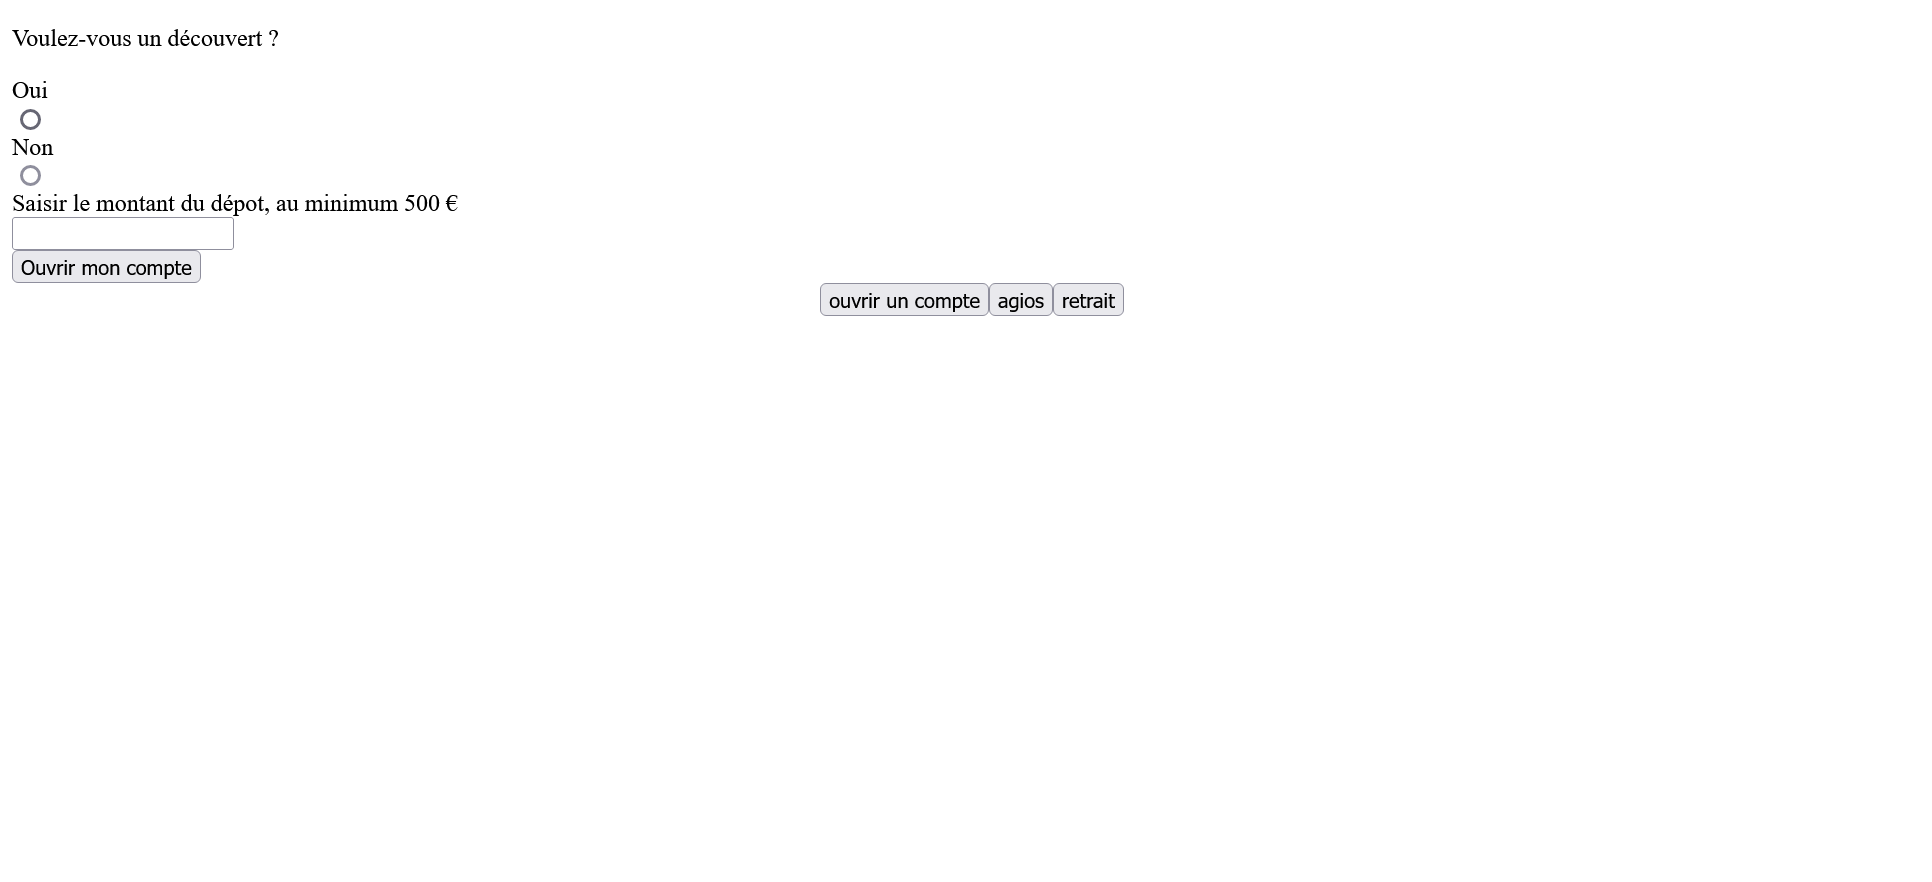 Voulez-vous un découvert ?
Oui
Non
Saisir le montant du dépot, au minimum 500 €
Ouvrir mon compte
ouvrir un compte agios retrait